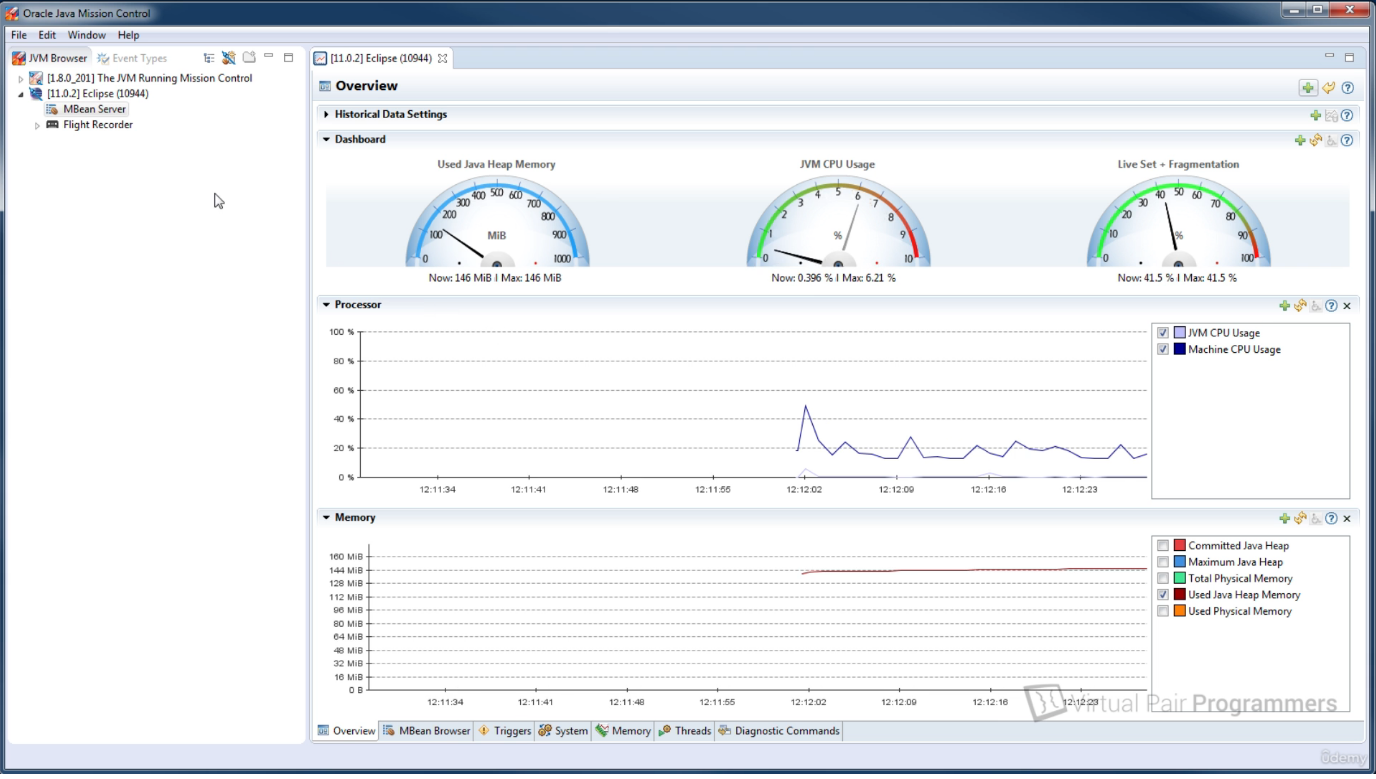 Oracle Java Mission Control
File Edit Window Help
JVM Browser Event Types
[1.8.0_201] The JVM Running Mission Control
[11.0.2] Eclipse (10944)
MBean Server
Flight Recorder
[11.0.2] Eclipse (10944)
Overview
Historical Data Settings
Dashboard
Used Java Heap Memory
0 100 200 300 400 500 600 700 800 900 1000
MiB
Now: 146 MiB | Max: 146 MiB
JVM CPU Usage
0 1 2 3 4 5 6 7 8 9 10
%
Now: 0.396 % | Max: 6.21 %
Live Set + Fragmentation
0 10 20 30 40 50 60 70 80 90 100
%
Now: 41.5 % | Max: 41.5 %
Processor
100 %
80 %
60 %
40 %
20 %
0 %
12:11:34 12:11:41 12:11:48 12:11:55 12:12:02 12:12:09 12:12:16 12:12:23
JVM CPU Usage
Machine CPU Usage
Memory
160 MiB
144 MiB
128 MiB
112 MiB
96 MiB
80 MiB
64 MiB
48 MiB
32 MiB
16 MiB
0 B
12:11:34 12:11:41 12:11:48 12:11:55 12:12:02 12:12:09 12:12:16 12:12:23
Committed Java Heap
Maximum Java Heap
Total Physical Memory
Used Java Heap Memory
Used Physical Memory
Virtual Pair Programmers
Overview MBean Browser Triggers System Memory Threads Diagnostic Commands
ûdemy